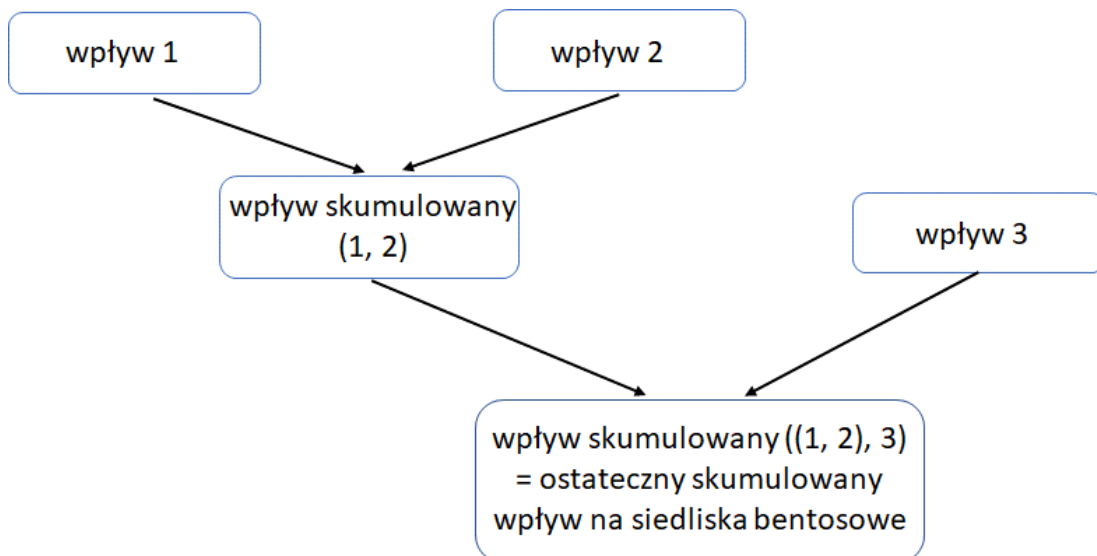 wpływ 1
wpływ 2
wpływ skumulowany
(1, 2)
wpływ 3
wpływ skumulowany ((1, 2), 3)
= ostateczny skumulowany
wpływ na siedliska bentosowe